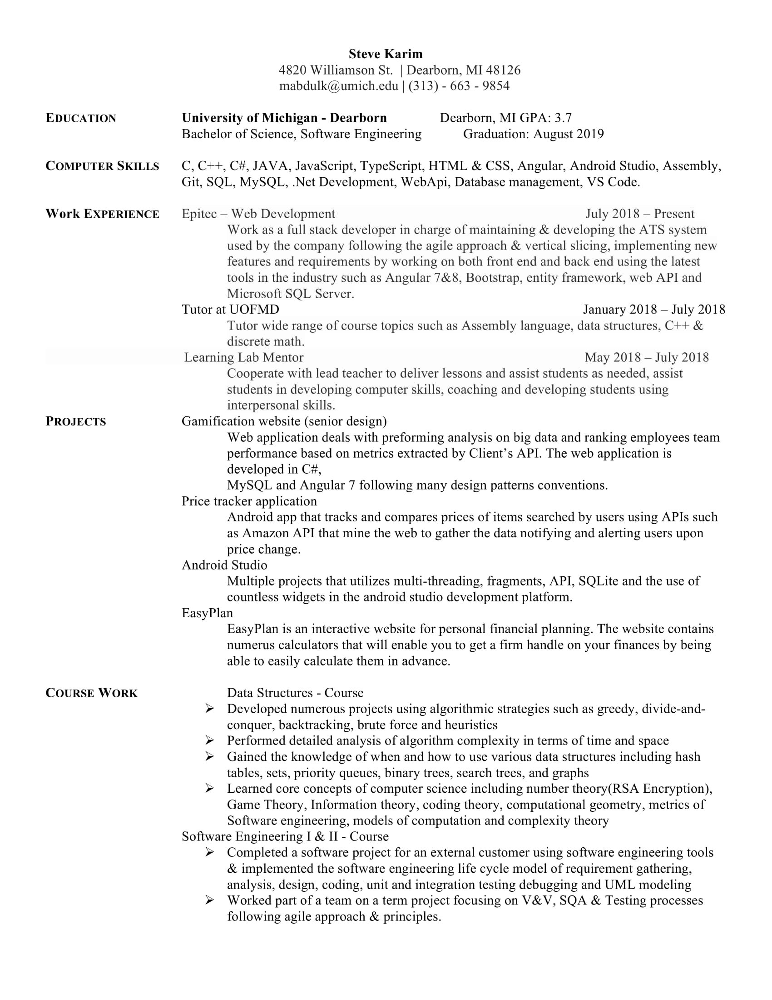 Steve Karim
4820 Williamson St. | Dearborn, MI 48126
mabdulk@umich.edu | (313) - 663 - 9854
EDUCATION University of Michigan - Dearborn Dearborn, MI GPA: 3.7
Bachelor of Science, Software Engineering Graduation: August 2019
COMPUTER SKILLS C, C++, C#, JAVA, JavaScript, TypeScript, HTML & CSS, Angular, Android Studio, Assembly,
Git, SQL, MySQL, .Net Development, WebApi, Database management, VS Code.
Work EXPERIENCE Epitec – Web Development July 2018 – Present
Work as a full stack developer in charge of maintaining & developing the ATS system
used by the company following the agile approach & vertical slicing, implementing new
features and requirements by working on both front end and back end using the latest
tools in the industry such as Angular 7&8, Bootstrap, entity framework, web API and
Microsoft SQL Server.
Tutor at UOFMD January 2018 – July 2018
Tutor wide range of course topics such as Assembly language, data structures, C++ &
discrete math.
Learning Lab Mentor May 2018 – July 2018
Cooperate with lead teacher to deliver lessons and assist students as needed, assist
students in developing computer skills, coaching and developing students using
interpersonal skills.
PROJECTS Gamification website (senior design)
Web application deals with preforming analysis on big data and ranking employees team
performance based on metrics extracted by Client’s API. The web application is
developed in C#,
MySQL and Angular 7 following many design patterns conventions.
Price tracker application
Android app that tracks and compares prices of items searched by users using APIs such
as Amazon API that mine the web to gather the data notifying and alerting users upon
price change.
Android Studio
Multiple projects that utilizes multi-threading, fragments, API, SQLite and the use of
countless widgets in the android studio development platform.
EasyPlan
EasyPlan is an interactive website for personal financial planning. The website contains
numerus calculators that will enable you to get a firm handle on your finances by being
able to easily calculate them in advance.
COURSE WORK Data Structures - Course
➢ Developed numerous projects using algorithmic strategies such as greedy, divide-and-
conquer, backtracking, brute force and heuristics
➢ Performed detailed analysis of algorithm complexity in terms of time and space
➢ Gained the knowledge of when and how to use various data structures including hash
tables, sets, priority queues, binary trees, search trees, and graphs
➢ Learned core concepts of computer science including number theory(RSA Encryption),
Game Theory, Information theory, coding theory, computational geometry, metrics of
Software engineering, models of computation and complexity theory
Software Engineering I & II - Course
➢ Completed a software project for an external customer using software engineering tools
& implemented the software engineering life cycle model of requirement gathering,
analysis, design, coding, unit and integration testing debugging and UML modeling
➢ Worked part of a team on a term project focusing on V&V, SQA & Testing processes
following agile approach & principles.